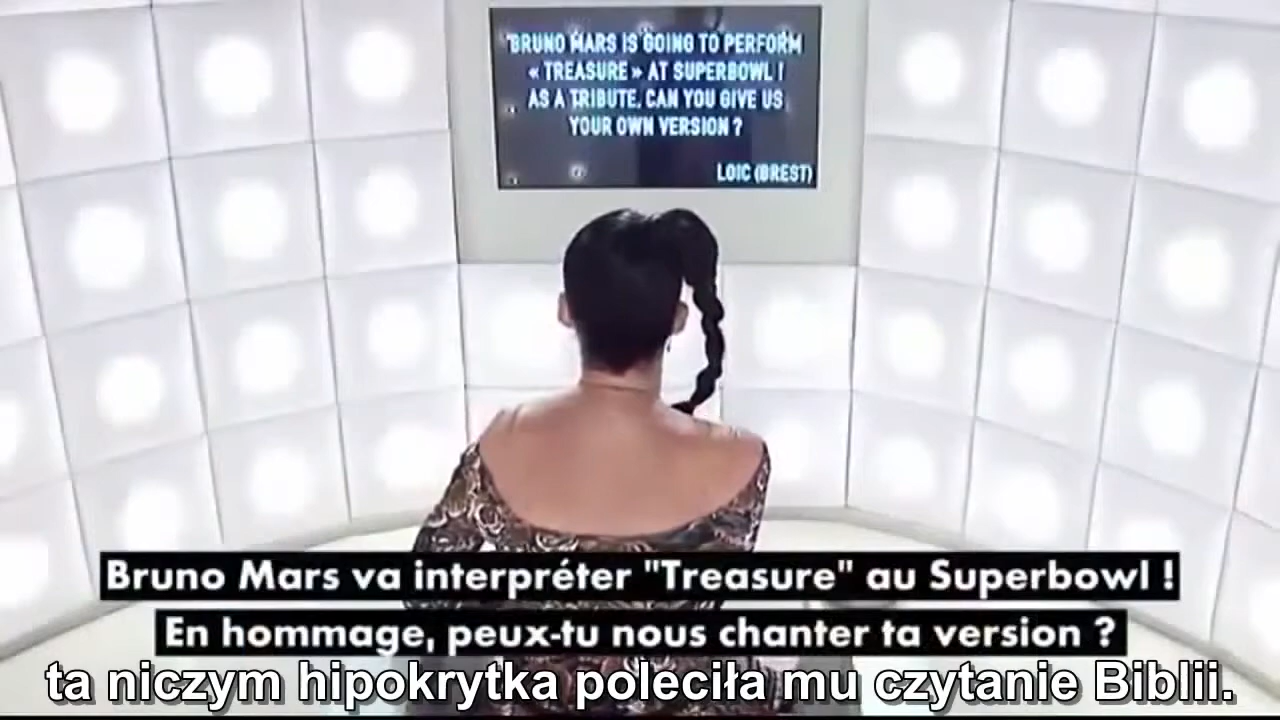 "BRUNO MARS IS GOING TO PERFORM
« TREASURE » AT SUPERBOWL !
AS A TRIBUTE, CAN YOU GIVE US
YOUR OWN VERSION ?
LOIC (BREST)
Bruno Mars va interpréter "Treasure" au Superbowl !
En hommage, peux-tu nous chanter ta version ?
ta niczym hipokrytka poleciła mu czytanie Biblii.